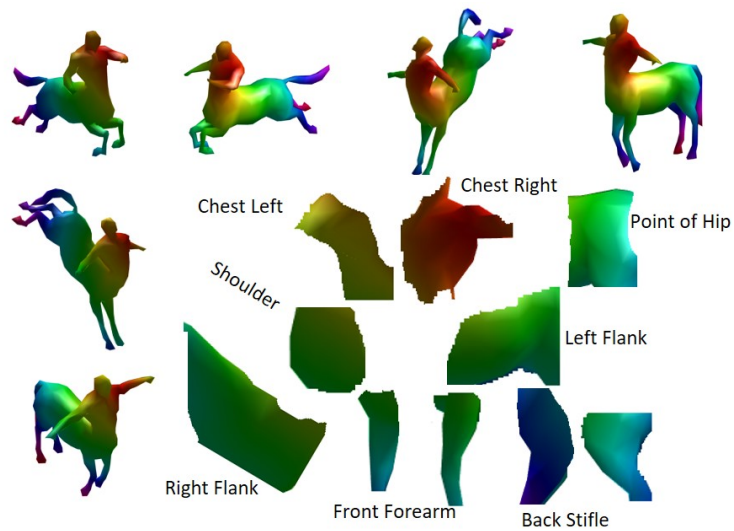 Chest Right
Chest Left
Point of Hip
Shoulder
Left Flank
Right Flank
Front Forearm
Back Stifle